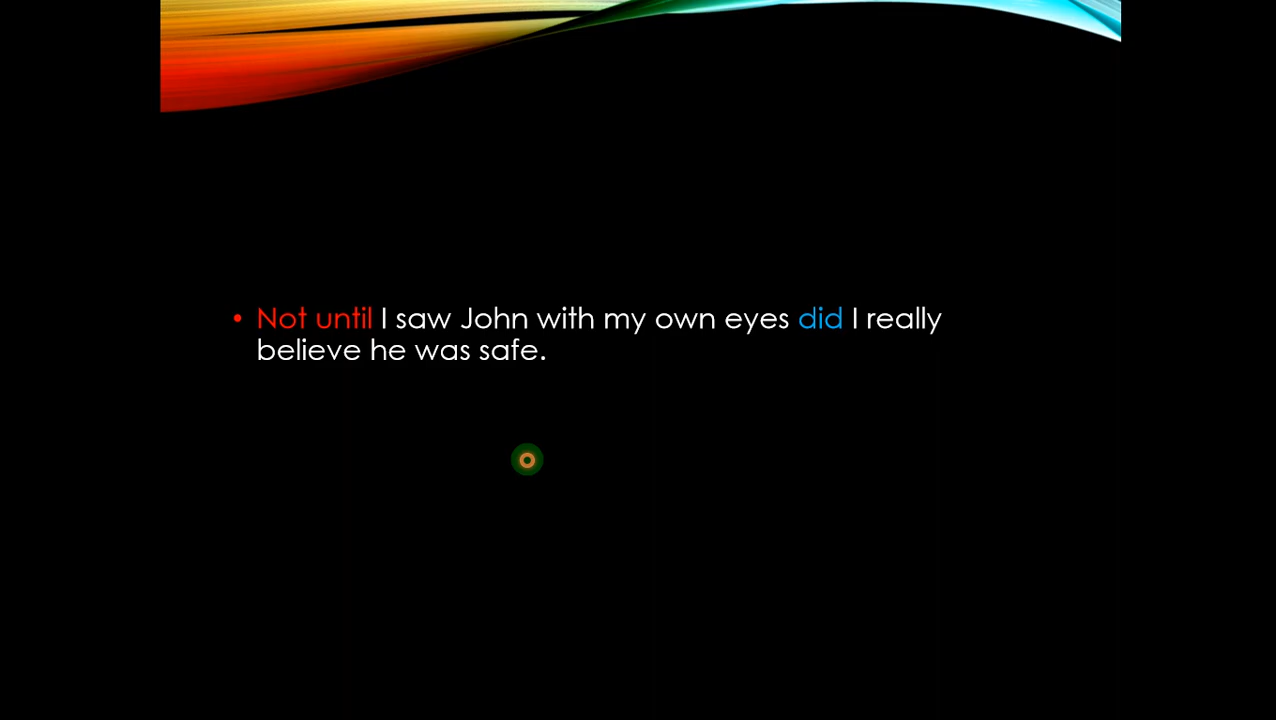 • Not until I saw John with my own eyes did I really
believe he was safe.